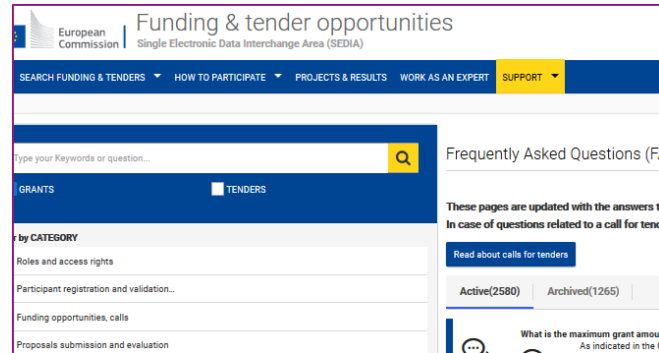 European
Commission
Funding & tender opportunities
Single Electronic Data Interchange Area (SEDIA)
SEARCH FUNDING & TENDERS HOW TO PARTICIPATE PROJECTS & RESULTS WORK AS AN EXPERT SUPPORT
Type your Keywords or question...
GRANTS
TENDERS
by CATEGORY
Roles and access rights
Participant registration and validation...
Funding opportunities, calls
Proposals submission and evaluation
Frequently Asked Questions (FA
These pages are updated with the answers t
In case of questions related to a call for tend
Read about calls for tenders
Active(2580) Archived(1265)
What is the maximum grant amou
As indicated in the